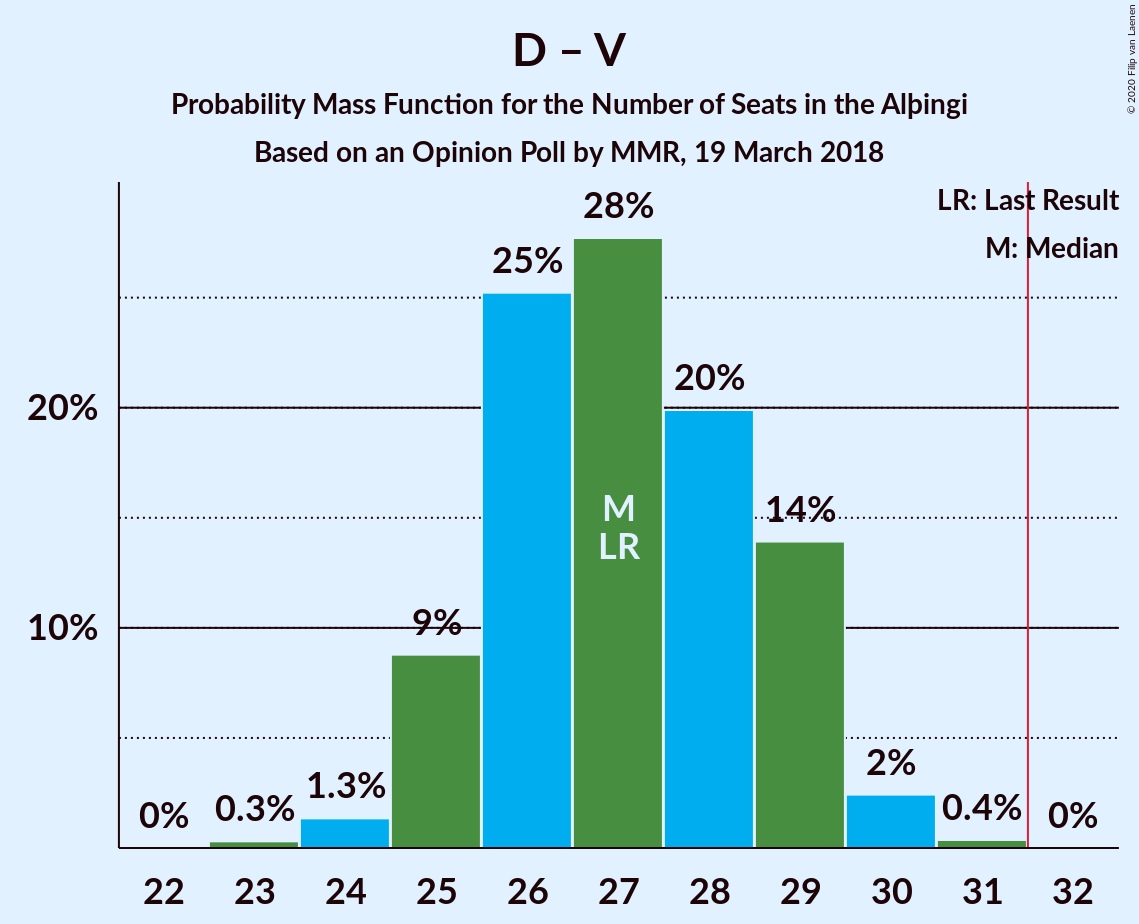 D – V
Probability Mass Function for the Number of Seats in the Alþingi
Based on an Opinion Poll by MMR, 19 March 2018
© 2020 Filip van Laenen
LR: Last Result
M: Median
20%
10%
0%
0.3%
1.3%
9%
25%
28%
20%
14%
2%
0.4%
0%
M
LR
22 23 24 25 26 27 28 29 30 31 32